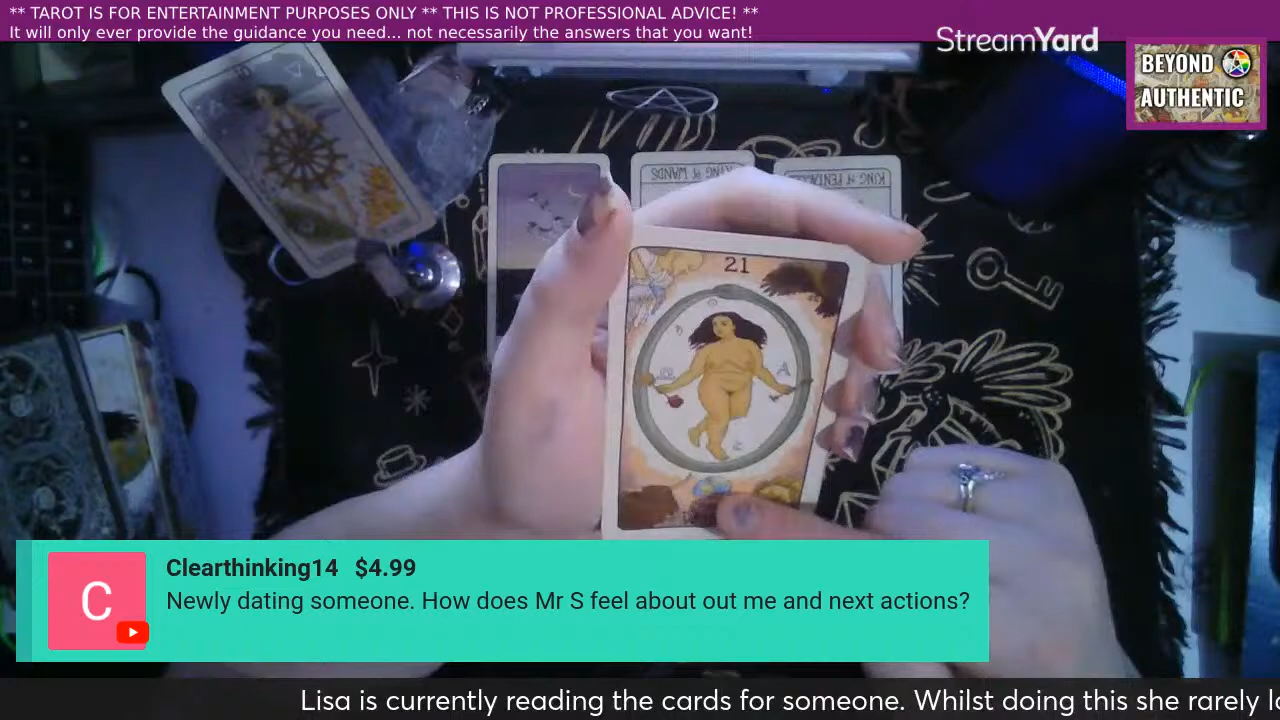 ** TAROT IS FOR ENTERTAINMENT PURPOSES ONLY ** THIS IS NOT PROFESSIONAL ADVICE! **
It will only ever provide the guidance you need... not necessarily the answers that you want!
StreamYard
BEYOND
AUTHENTIC
KING of WANDS
KING of PENTA
21
Clearthinking14 $4.99
C
Newly dating someone. How does Mr S feel about out me and next actions?
Lisa is currently reading the cards for someone. Whilst doing this she rarely lo